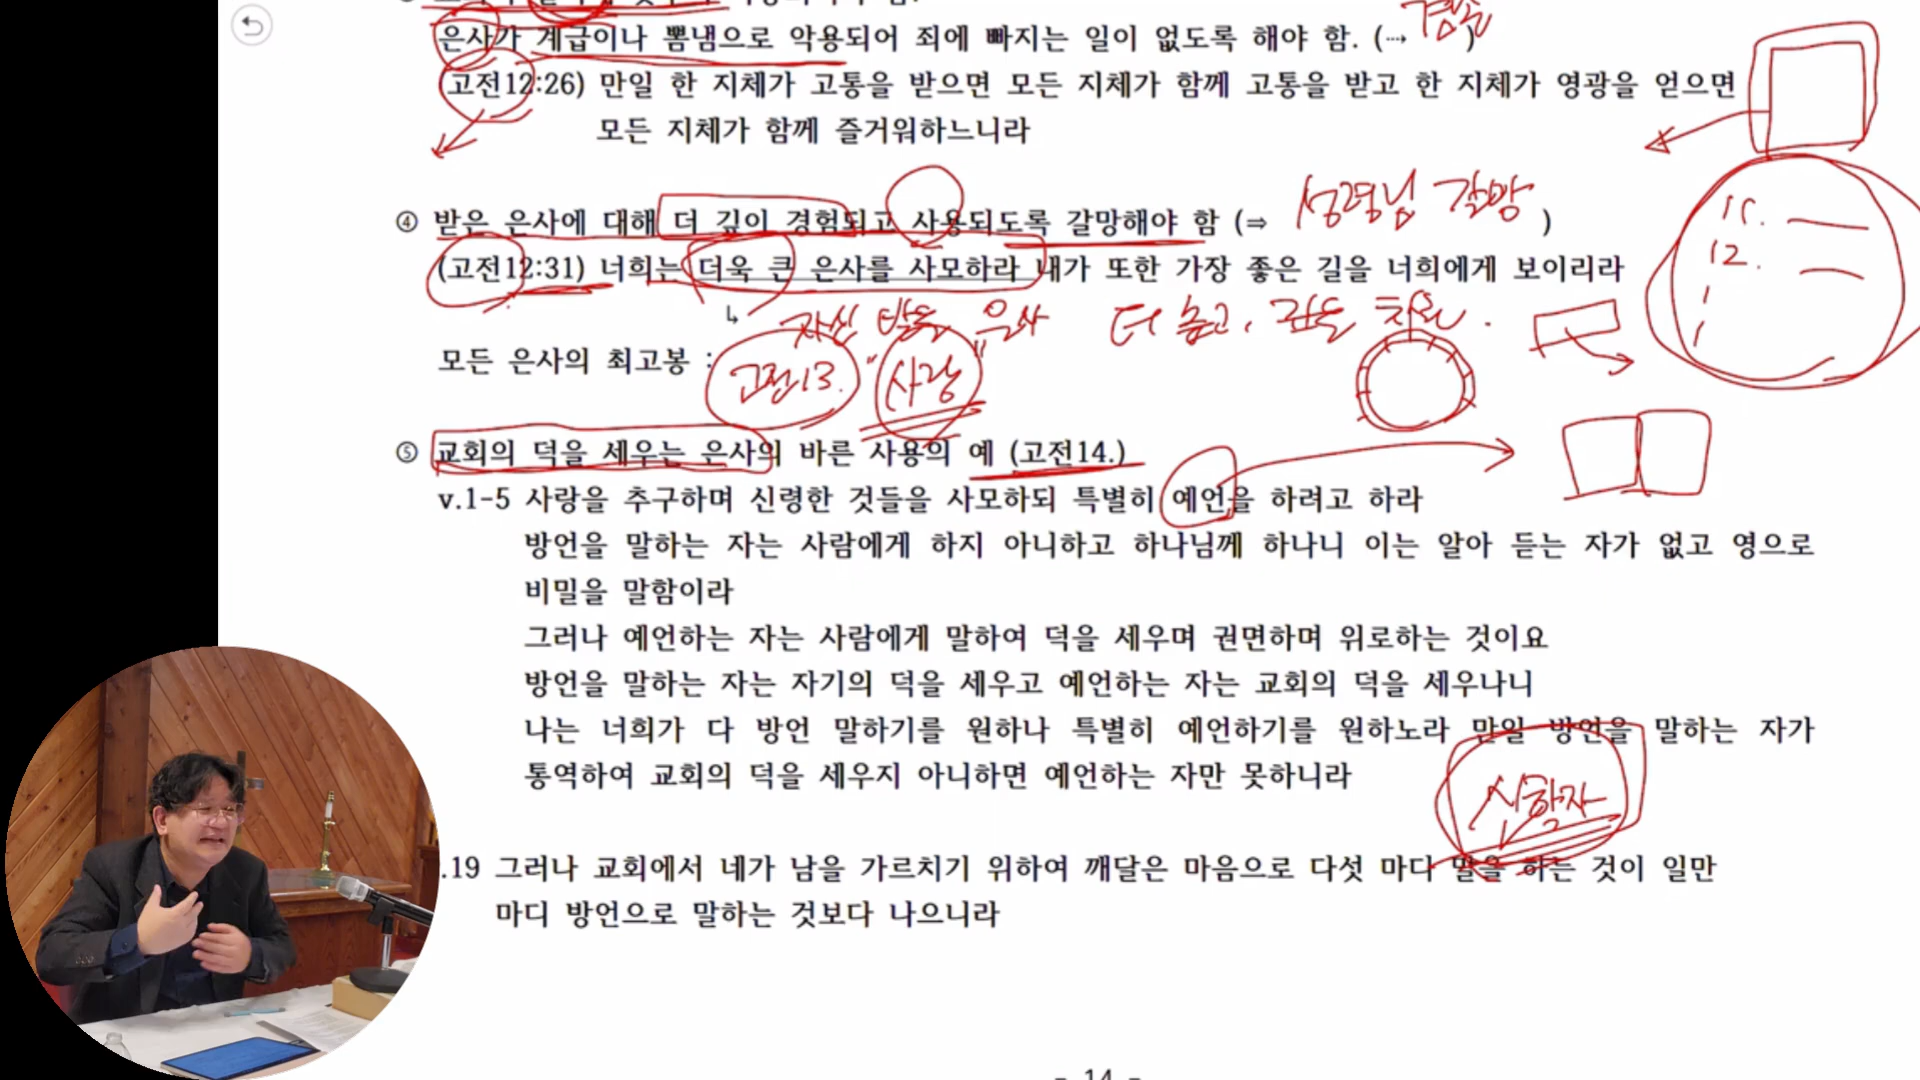 은사가 계급이나 뽐냄으로 악용되어 죄에 빠지는 일이 없도록 해야 함. (⋯→ 겸손 )
(고전12:26) 만일 한 지체가 고통을 받으면 모든 지체가 함께 고통을 받고 한 지체가 영광을 얻으면
모든 지체가 함께 즐거워하느니라
④ 받은 은사에 대해 더 깊이 경험되고 사용되도록 갈망해야 함 (⇒ 성령님 갈망 )
(고전12:31) 너희는 더욱 큰 은사를 사모하라 내가 또한 가장 좋은 길을 너희에게 보이리라
↳ 자신 받은 은사 더 높고, 깊은 차원.
모든 은사의 최고봉 : 고전13. "사랑"
⑤ 교회의 덕을 세우는 은사의 바른 사용의 예 (고전14.)
v.1-5 사랑을 추구하며 신령한 것들을 사모하되 특별히 예언을 하려고 하라
방언을 말하는 자는 사람에게 하지 아니하고 하나님께 하나니 이는 알아 듣는 자가 없고 영으로
비밀을 말함이라
그러나 예언하는 자는 사람에게 말하여 덕을 세우며 권면하며 위로하는 것이요
방언을 말하는 자는 자기의 덕을 세우고 예언하는 자는 교회의 덕을 세우나니
나는 너희가 다 방언 말하기를 원하나 특별히 예언하기를 원하노라 만일 방언을 말하는 자가
통역하여 교회의 덕을 세우지 아니하면 예언하는 자만 못하니라
.19 그러나 교회에서 네가 남을 가르치기 위하여 깨달은 마음으로 다섯 마디 말을 하는 것이 일만
마디 방언으로 말하는 것보다 나으니라
- 14 -